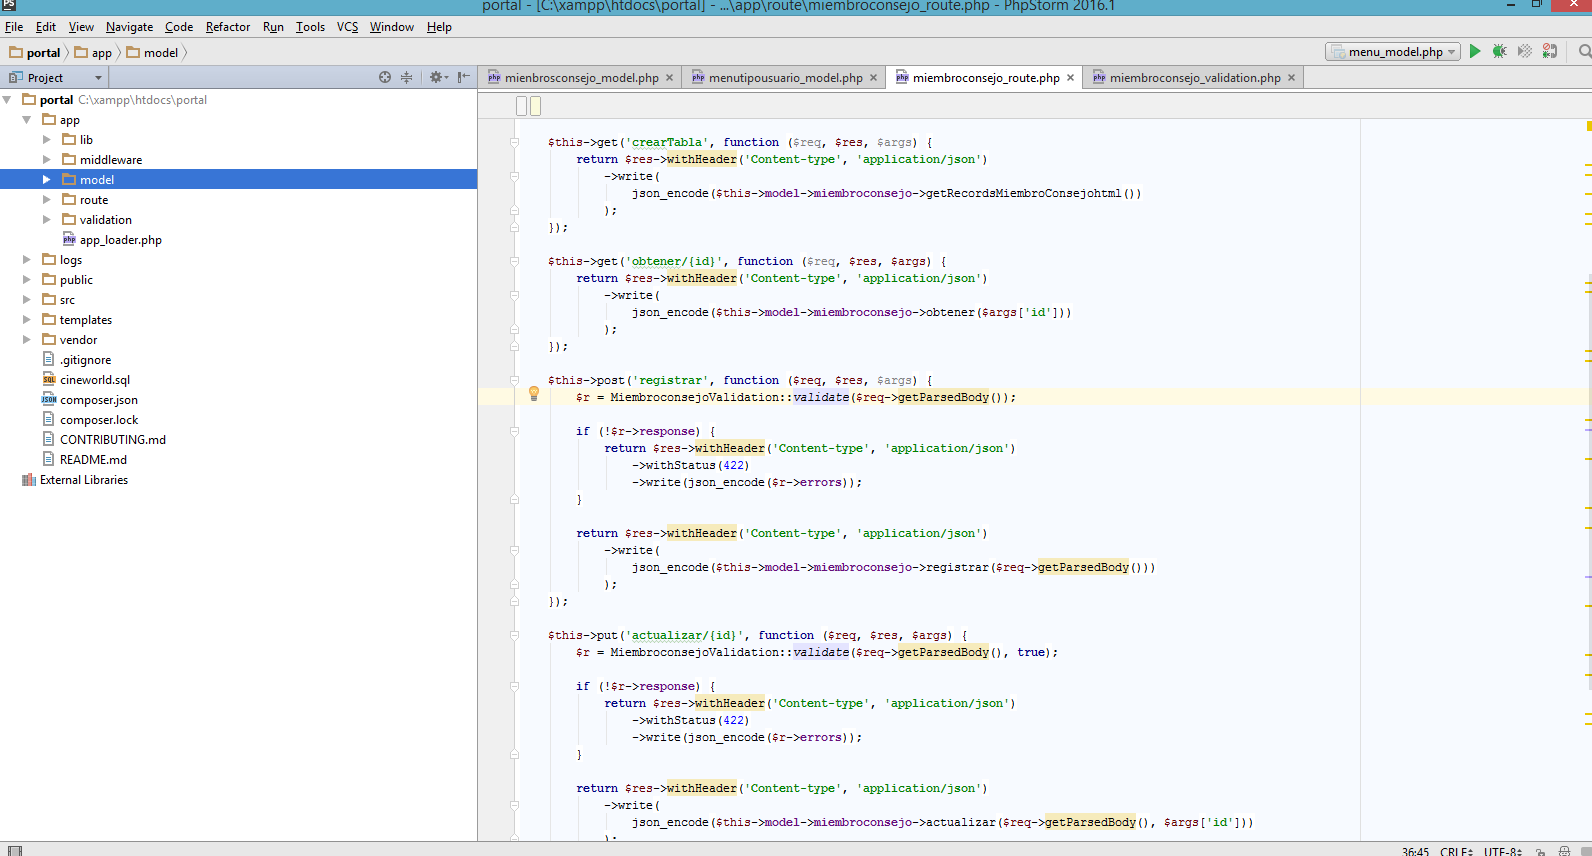 PS portal - [C:\xampp\htdocs\portal] - ...\app\route\miembroconsejo_route.php - PhpStorm 2016.1
File Edit View Navigate Code Refactor Run Tools VCS Window Help
portal app model menu_model.php
Project mienbrosconsejo_model.php menutipousuario_model.php miembroconsejo_route.php miembroconsejo_validation.php
portal C:\xampp\htdocs\portal
app
lib
middleware
model
route
validation
app_loader.php
logs
public
src
templates
vendor
.gitignore
cineworld.sql
composer.json
composer.lock
CONTRIBUTING.md
README.md
External Libraries
$this->get('crearTabla', function ($req, $res, $args) {
return $res->withHeader('Content-type', 'application/json')
->write(
json_encode($this->model->miembroconsejo->getRecordsMiembroConsejohtml())
);
});
$this->get('obtener/{id}', function ($req, $res, $args) {
return $res->withHeader('Content-type', 'application/json')
->write(
json_encode($this->model->miembroconsejo->obtener($args['id']))
);
});
$this->post('registrar', function ($req, $res, $args) {
$r = MiembroconsejoValidation::validate($req->getParsedBody());
if (!$r->response) {
return $res->withHeader('Content-type', 'application/json')
->withStatus(422)
->write(json_encode($r->errors));
}
return $res->withHeader('Content-type', 'application/json')
->write(
json_encode($this->model->miembroconsejo->registrar($req->getParsedBody()))
);
});
$this->put('actualizar/{id}', function ($req, $res, $args) {
$r = MiembroconsejoValidation::validate($req->getParsedBody(), true);
if (!$r->response) {
return $res->withHeader('Content-type', 'application/json')
->withStatus(422)
->write(json_encode($r->errors));
}
return $res->withHeader('Content-type', 'application/json')
->write(
json_encode($this->model->miembroconsejo->actualizar($req->getParsedBody(), $args['id']))
);
36:45 CRLF UTF-8